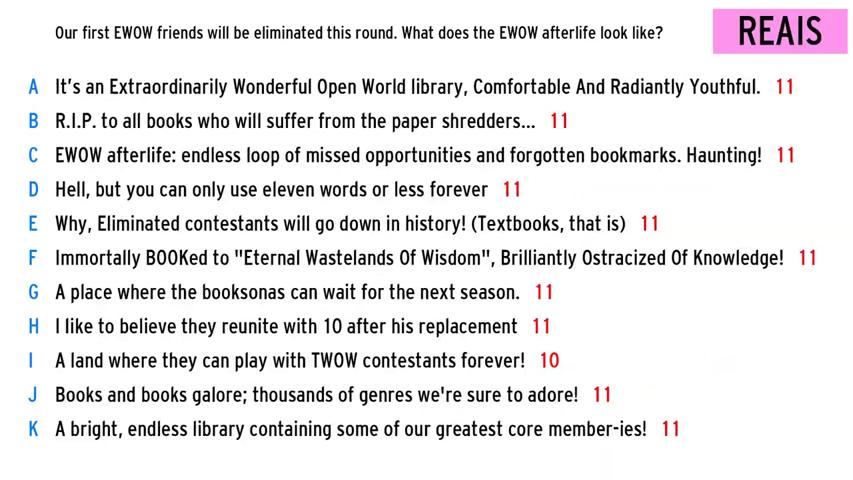 Our first EWOW friends will be eliminated this round. What does the EWOW afterlife look like?
REAIS
A It's an Extraordinarily Wonderful Open World library, Comfortable And Radiantly Youthful. 11
B R.I.P. to all books who will suffer from the paper shredders... 11
C EWOW afterlife: endless loop of missed opportunities and forgotten bookmarks. Haunting! 11
D Hell, but you can only use eleven words or less forever 11
E Why, Eliminated contestants will go down in history! (Textbooks, that is) 11
F Immortally BOOKed to "Eternal Wastelands Of Wisdom", Brilliantly Ostracized Of Knowledge! 11
G A place where the booksonas can wait for the next season. 11
H I like to believe they reunite with 10 after his replacement 11
I A land where they can play with TWOW contestants forever! 10
J Books and books galore; thousands of genres we're sure to adore! 11
K A bright, endless library containing some of our greatest core member-ies! 11